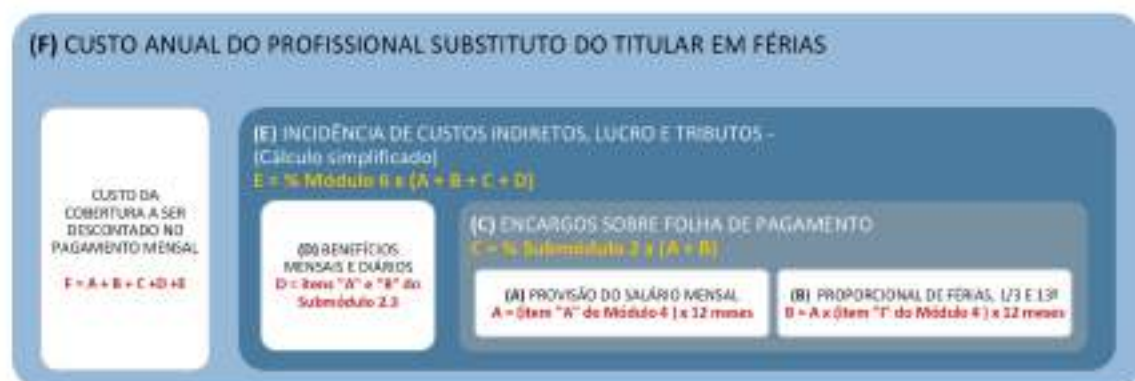 (F) CUSTO ANUAL DO PROFISSIONAL SUBSTITUTO DO TITULAR EM FÉRIAS
(E) INCIDÊNCIA DE CUSTOS INDIRETOS, LUCRO E TRIBUTOS –
(Cálculo simplificado)
E = % Módulo 6 x (A + B + C + D)
CUSTO DA
COBERTURA A SER
DESCONTADO NO
PAGAMENTO MENSAL
F = A + B + C +D +E
(D) BENEFÍCIOS
MENSAIS E DIÁRIOS
D = itens "A" e "B" do
Submódulo 2.3
(C) ENCARGOS SOBRE FOLHA DE PAGAMENTO
C = % Submódulo 2 x (A + B)
(A) PROVISÃO DO SALÁRIO MENSAL
A = (item "A" do Módulo 4 ) x 12 meses
(B) PROPORCIONAL DE FÉRIAS, 1/3 E 13º
B = A x (item do Módulo 4 ) x 12 meses